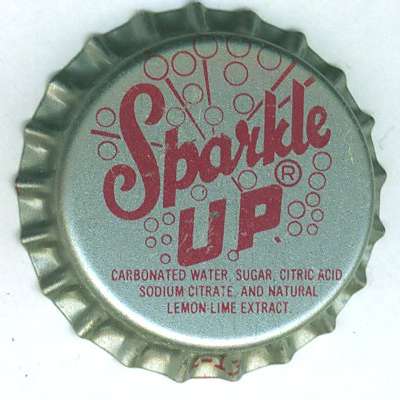 Sparkle
UP®
CARBONATED WATER, SUGAR, CITRIC ACID
SODIUM CITRATE, AND NATURAL
LEMON-LIME EXTRACT.